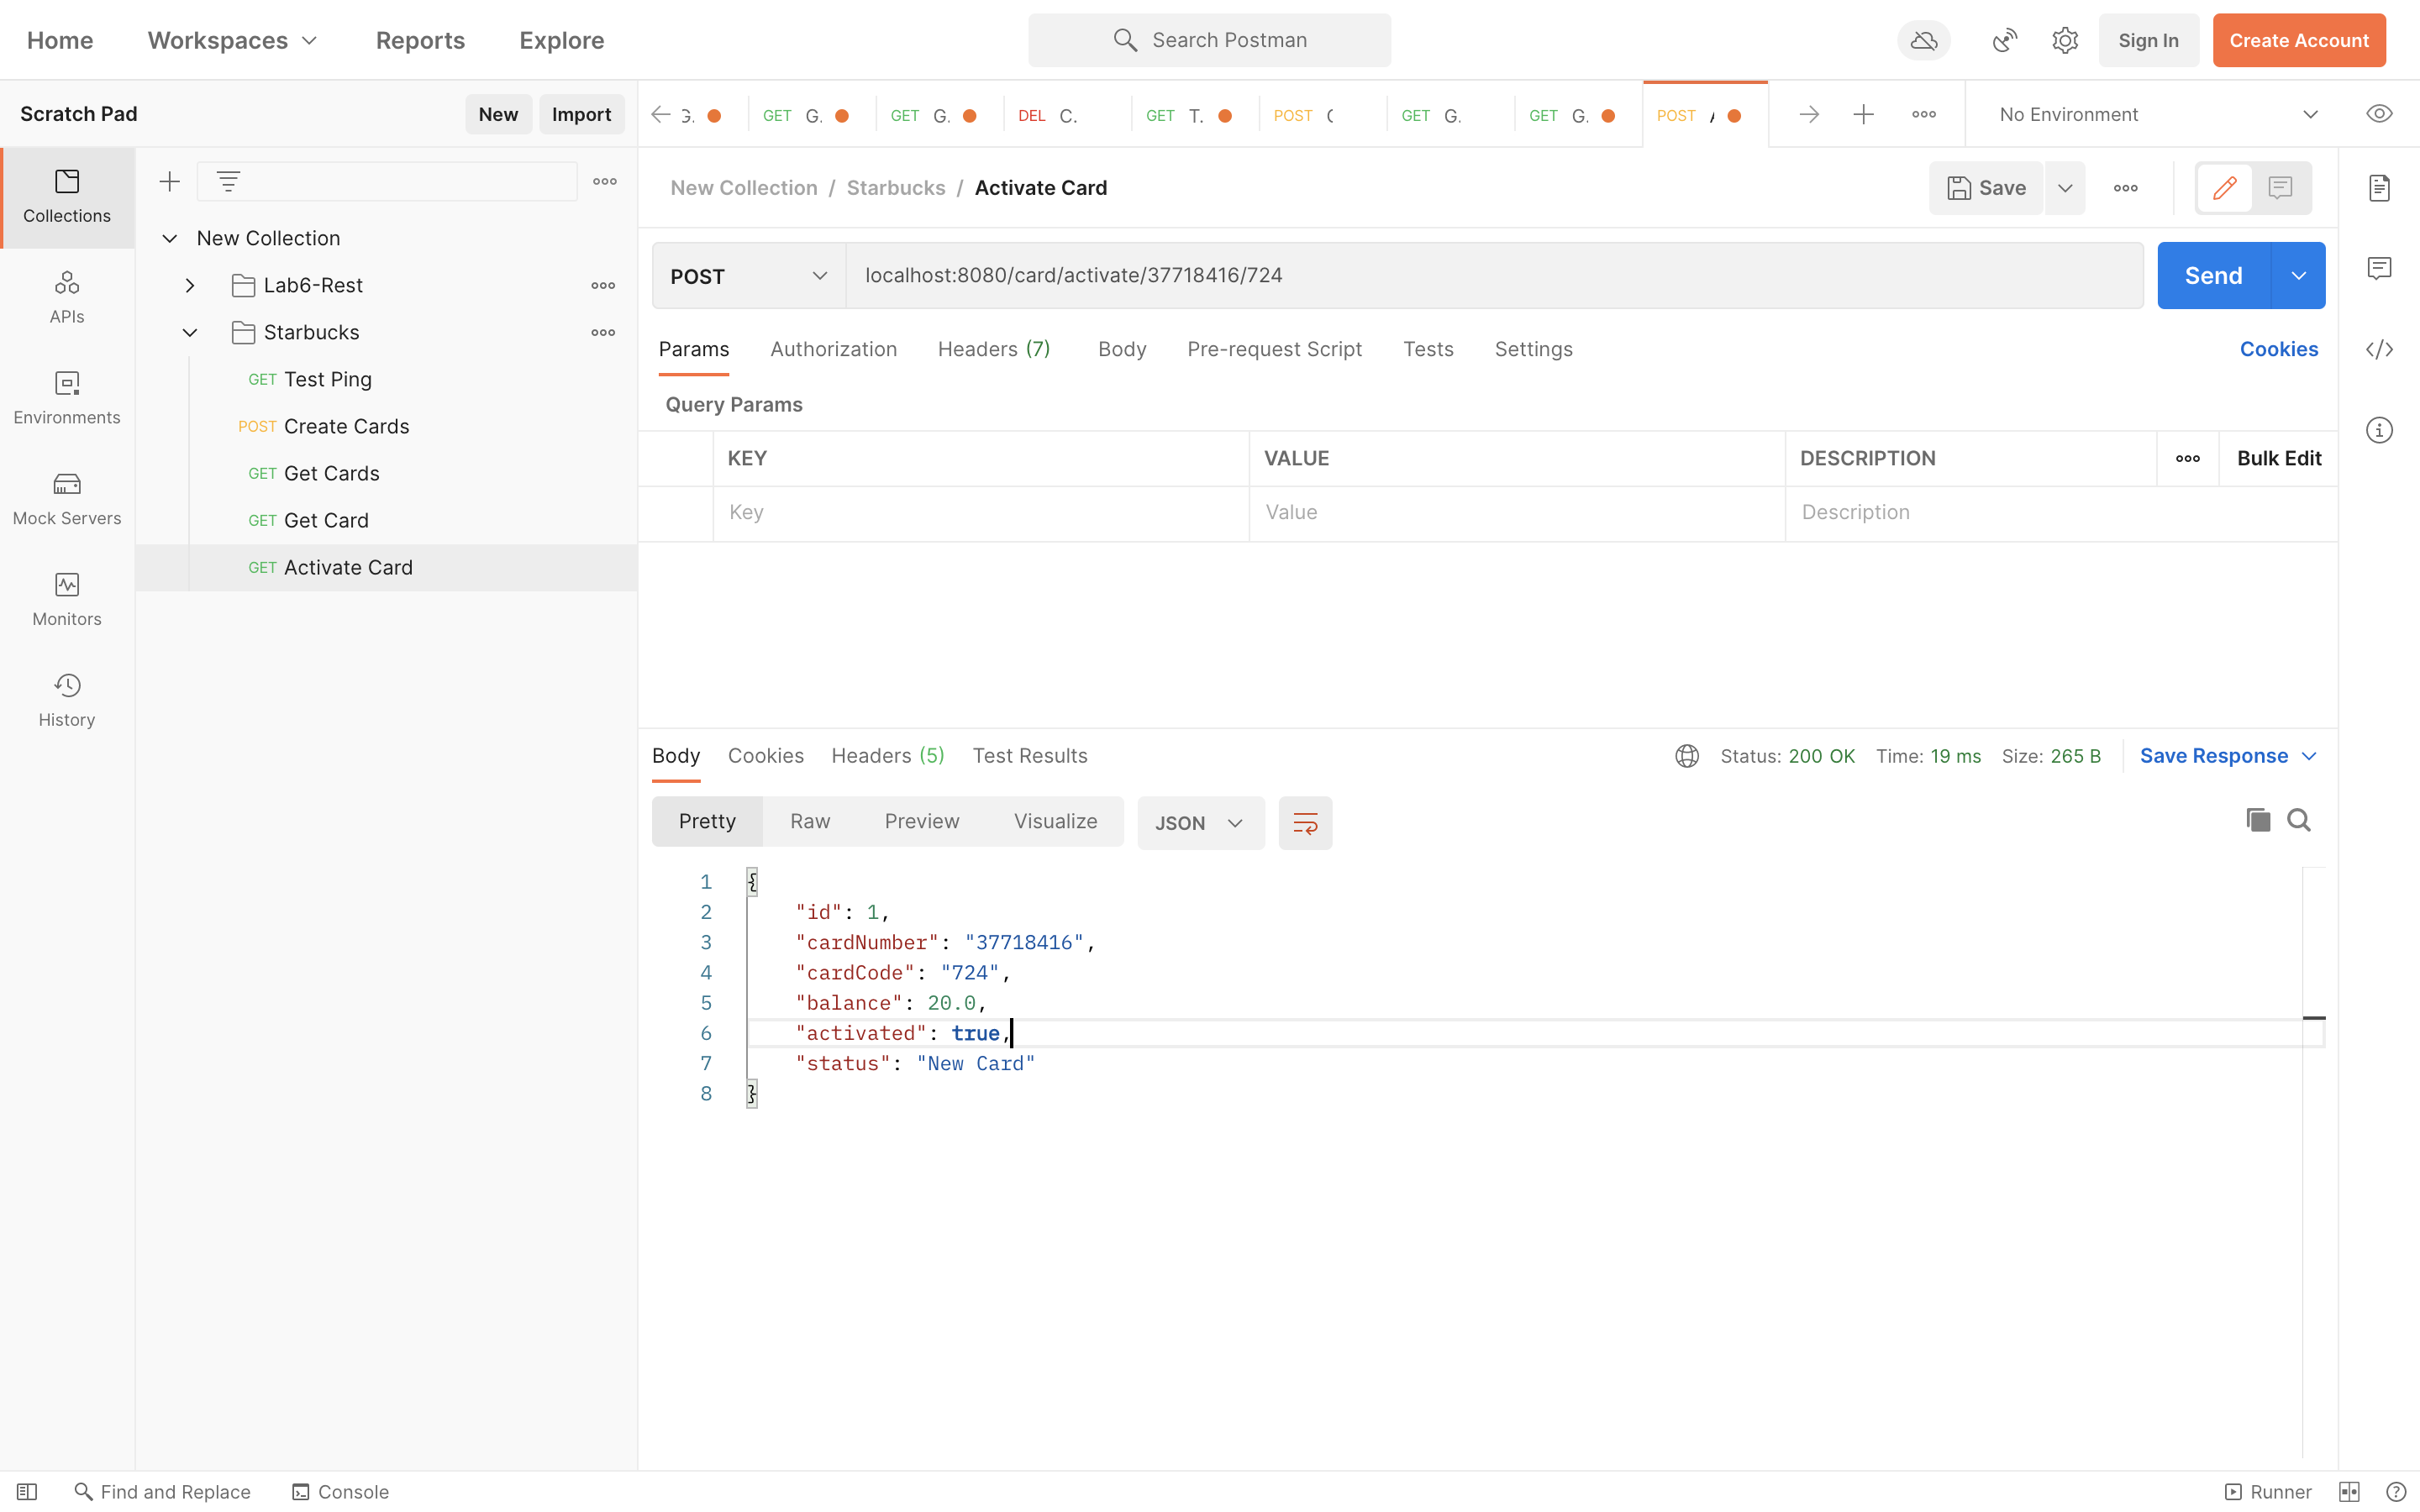 Home Workspaces Reports Explore Search Postman Sign In Create Account
Scratch Pad New Import
G. GET G. GET G. DEL C. GET T. POST GET G. GET G. POST No Environment
Collections
APIs
Environments
Mock Servers
Monitors
History
New Collection
Lab6-Rest
Starbucks
GET Test Ping
POST Create Cards
GET Get Cards
GET Get Card
GET Activate Card
New Collection / Starbucks / Activate Card Save
POST localhost:8080/card/activate/37718416/724 Send
Params Authorization Headers (7) Body Pre-request Script Tests Settings Cookies
Query Params
KEY VALUE DESCRIPTION Bulk Edit
Key Value Description
Body Cookies Headers (5) Test Results Status: 200 OK Time: 19 ms Size: 265 B Save Response
Pretty Raw Preview Visualize JSON
1 {
2 "id": 1,
3 "cardNumber": "37718416",
4 "cardCode": "724",
5 "balance": 20.0,
6 "activated": true,
7 "status": "New Card"
8 }
Find and Replace Console Runner